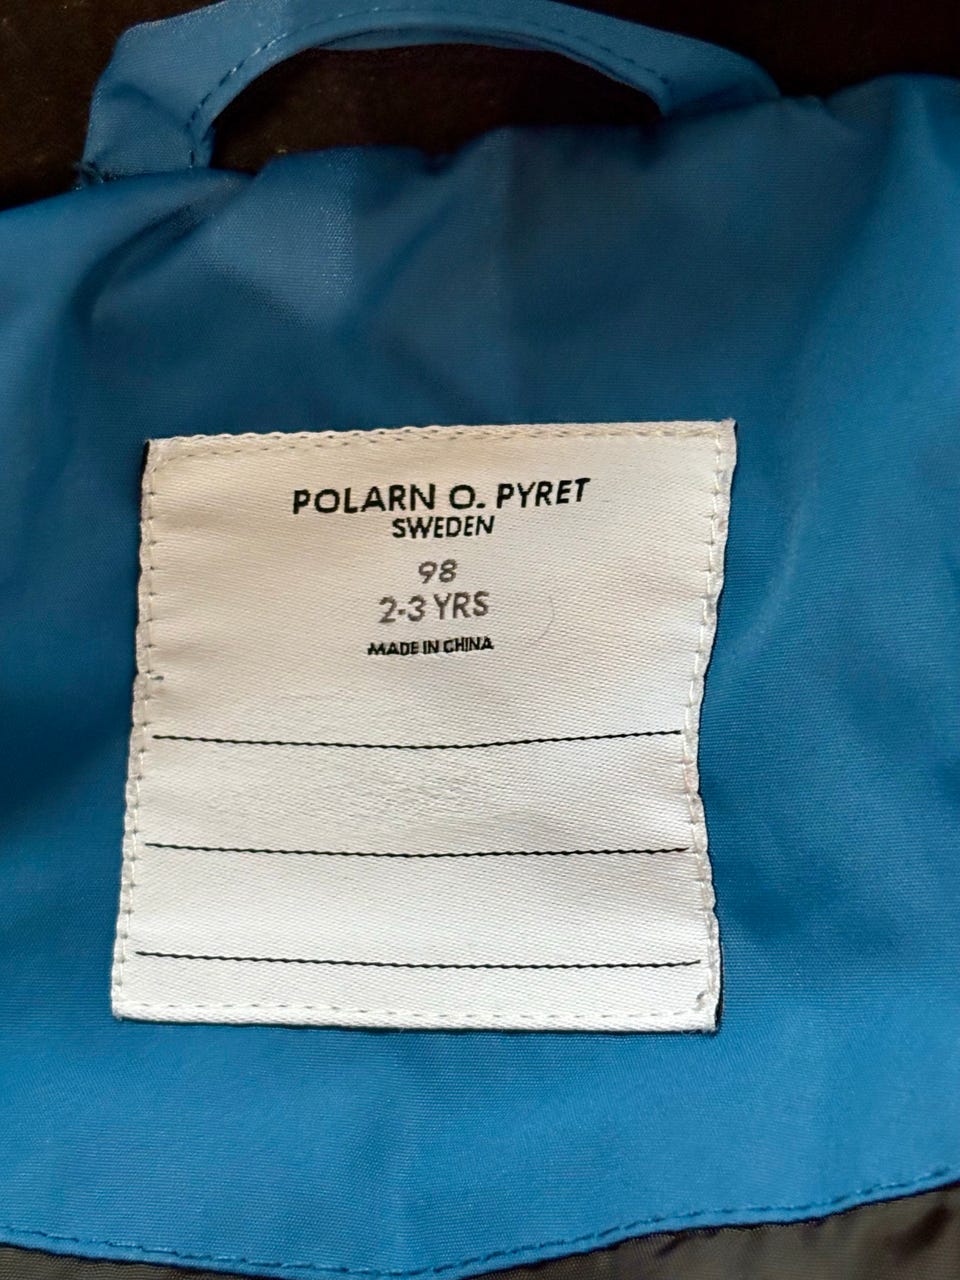 POLARN O. PYRET
SWEDEN
98
2-3 YRS
MADE IN CHINA